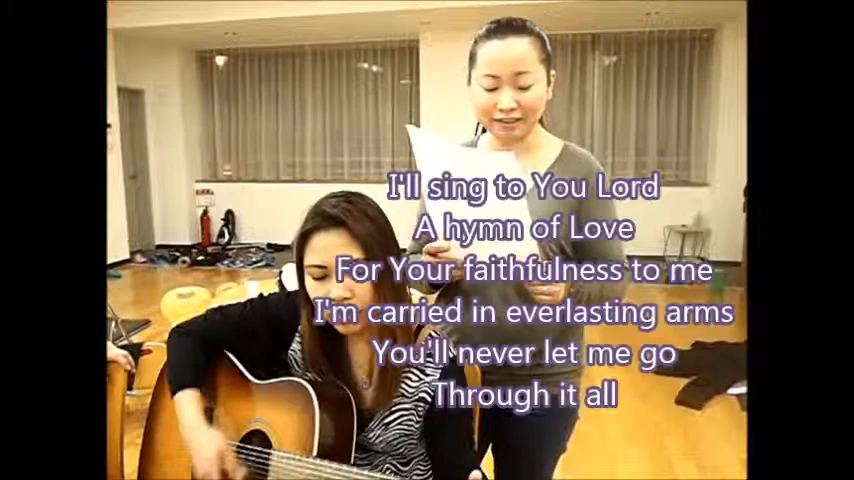 I'll sing to You Lord
A hymn of Love
For Your faithfulness to me
I'm carried in everlasting arms
You'll never let me go
Through it all